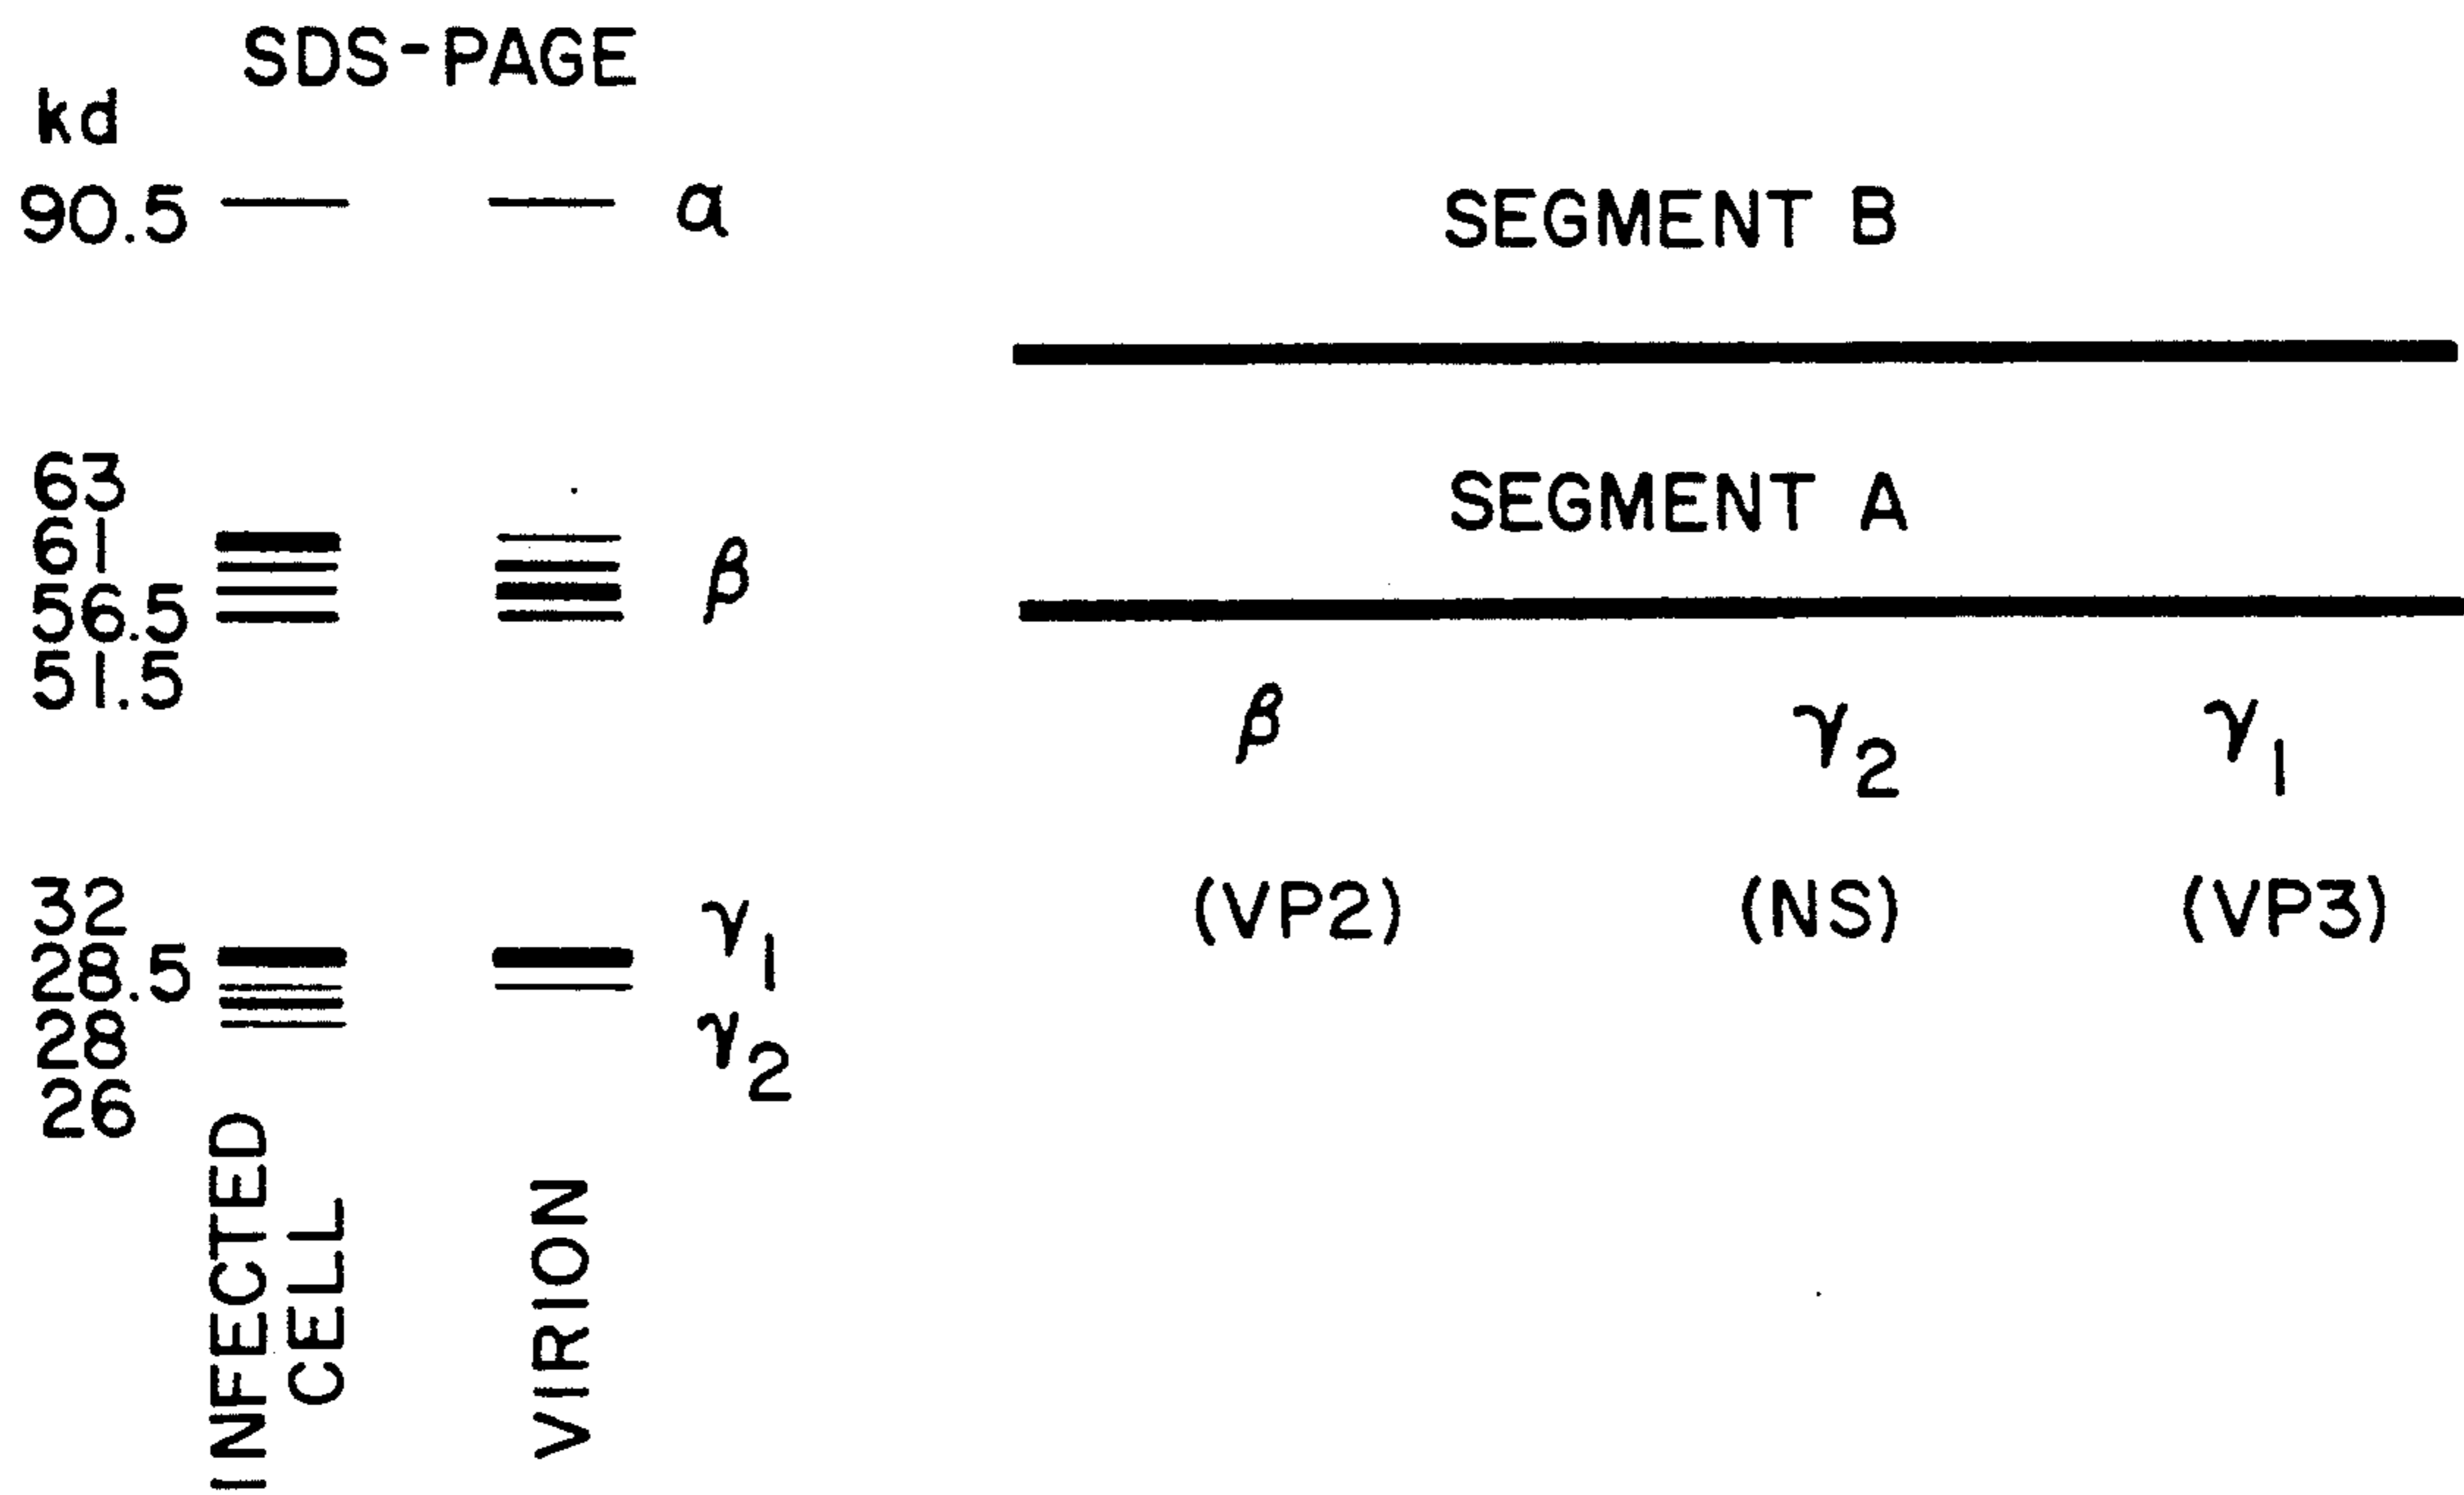 SDS-PAGE
kd
90.5 α SEGMENT B
63 SEGMENT A
61
56.5 β
51.5
β γ2 γ1
(VP2) (NS) (VP3)
32
28.5 γ1
28 γ2
26
INFECTED
CELL
VIRION